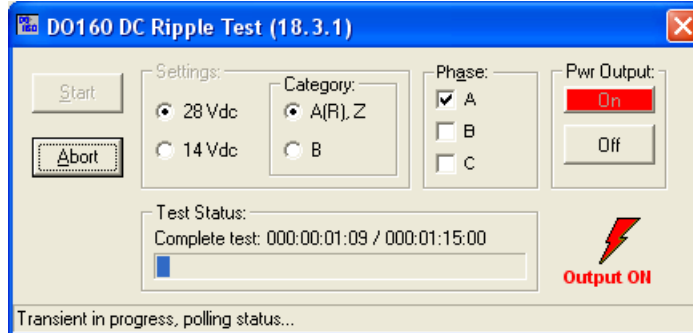 DO160 DC Ripple Test (18.3.1)
Start
Abort
Settings:
28 Vdc
14 Vdc
Category:
A(R), Z
B
Phase:
A
B
C
Pwr Output:
On
Off
Test Status:
Complete test: 000:00:01:09 / 000:01:15:00
Output ON
Transient in progress, polling status...